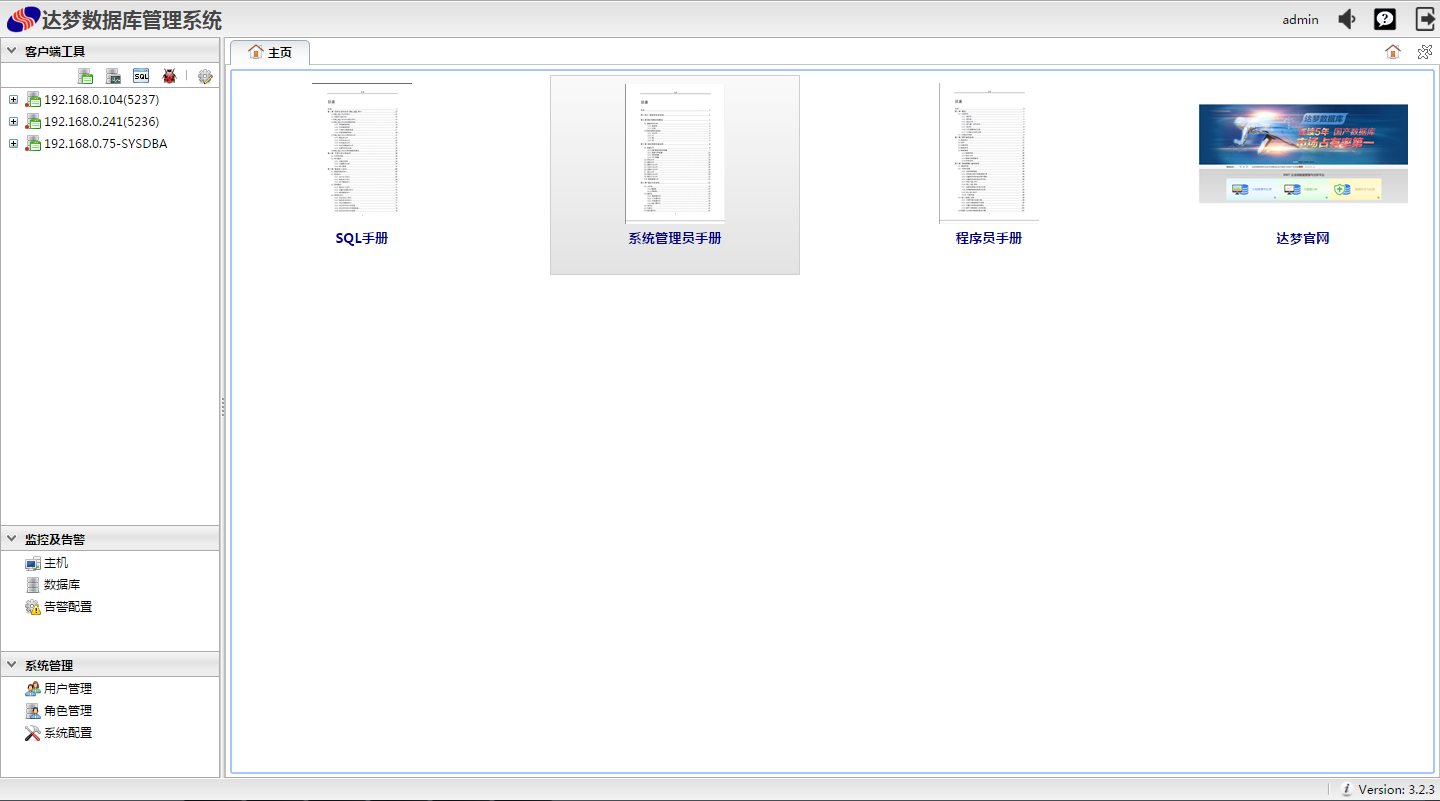 达梦数据库管理系统
admin
客户端工具
主页
SQL
192.168.0.104(5237)
192.168.0.241(5236)
192.168.0.75-SYSDBA
达梦数据库
连续5年 国产数据库
市场占有率第一
SQL手册
系统管理员手册
程序员手册
达梦官网
监控及告警
主机
数据库
告警配置
系统管理
用户管理
角色管理
系统配置
Version: 3.2.3